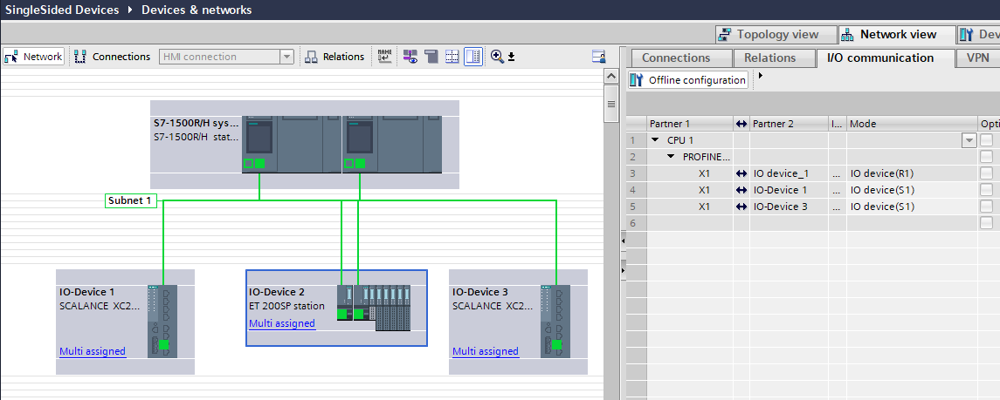 SingleSided Devices ▸ Devices & networks
Topology view Network view Dev
Network Connections HMI connection Relations
Connections Relations I/O communication VPN
Offline configuration
S7-1500R/H sys...
S7-1500R/H stat...
Subnet 1
IO-Device 1
SCALANCE XC2...
Multi assigned
IO-Device 2
ET 200SP station
Multi assigned
IO-Device 3
SCALANCE XC2...
Multi assigned
Partner 1 Partner 2 I... Mode Opti
1 CPU 1
2 PROFINE...
3 X1 IO device_1 ... IO device(R1)
4 X1 IO-Device 1 ... IO device(S1)
5 X1 IO-Device 3 ... IO device(S1)
6